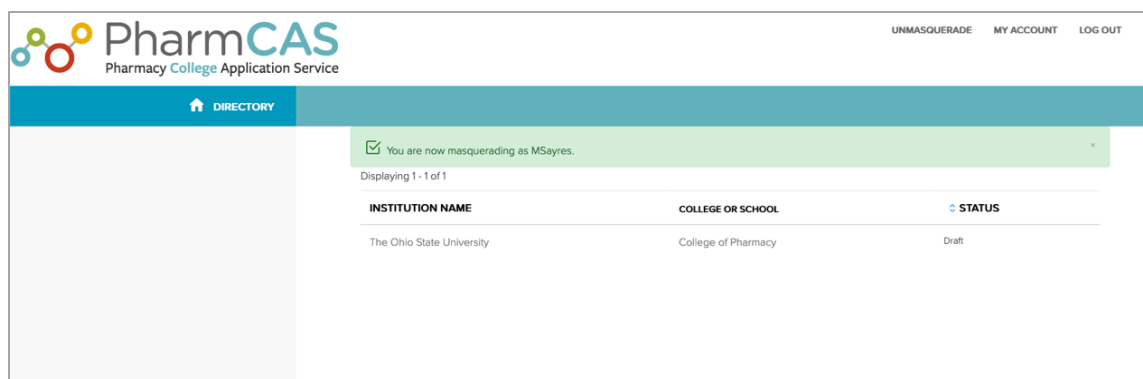 PharmCAS
Pharmacy College Application Service
UNMASQUERADE MY ACCOUNT LOG OUT
DIRECTORY
You are now masquerading as MSayres. ×
Displaying 1 - 1 of 1
INSTITUTION NAME COLLEGE OR SCHOOL STATUS
The Ohio State University College of Pharmacy Draft